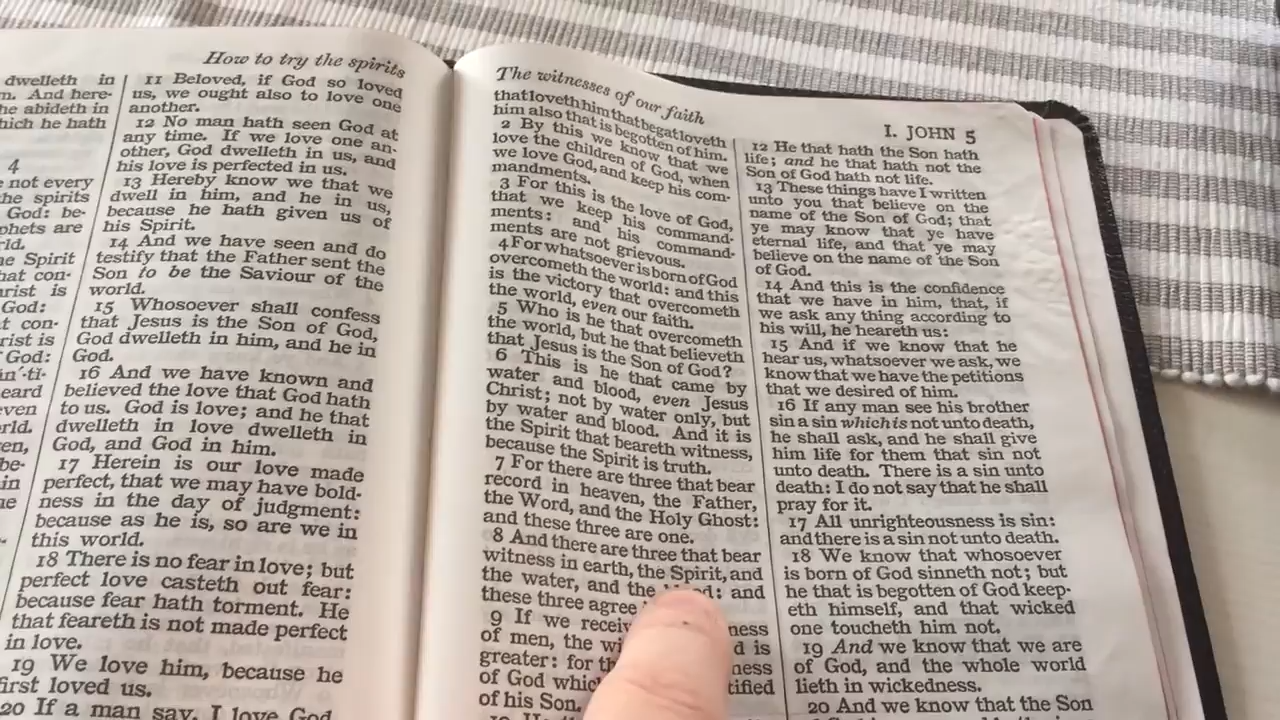 How to try the spirits
dwelleth in
And here-
he abideth in
hich he hath
4
not every
the spirits
God: be-
phets are
rld.
Spirit
hat con-
rist is
God:
t con-
rist is
God:
eard
even
rld.
en,
be-
in
11 Beloved, if God so loved
us, we ought also to love one
another.
12 No man hath seen God at
any time. If we love one an-
other, God dwelleth in us, and
his love is perfected in us.
13 Hereby know we that we
dwell in him, and he in us,
because he hath given us of
his Spirit.
14 And we have seen and do
testify that the Father sent the
Son to be the Saviour of the
world.
15 Whosoever shall confess
that Jesus is the Son of God,
God dwelleth in him, and he in
God.
16 And we have known and
believed the love that God hath
to us. God is love; and he that
dwelleth in love dwelleth in
God, and God in him.
17 Herein is our love made
perfect, that we may have bold-
ness in the day of judgment:
because as he is, so are we in
this world.
18 There is no fear in love; but
perfect love casteth out fear:
because fear hath torment. He
that feareth is not made perfect
in love.
19 We love him, because he
first loved us.
20 If a man say, I love God,
The witnesses of our faith
I. JOHN 5
that loveth him that begat loveth
him also that is begotten of him.
2 By this we know that we
love the children of God, when
we love God, and keep his com-
mandments.
3 For this is the love of God,
that we keep his command-
ments: and his command-
ments are not grievous.
4 For whatsoever is born of God
overcometh the world: and this
is the victory that overcometh
the world, even our faith.
5 Who is he that overcometh
the world, but he that believeth
that Jesus is the Son of God?
6 This is he that came by
water and blood, even Jesus
Christ; not by water only, but
by water and blood. And it is
the Spirit that beareth witness,
because the Spirit is truth.
7 For there are three that bear
record in heaven, the Father,
the Word, and the Holy Ghost:
and these three are one.
8 And there are three that bear
witness in earth, the Spirit, and
the water, and the blood: and
these three agree
9 If we receiv ness
of men, the wi d is
greater: for th ness
of God whic tified
of his Son.
12 He that hath the Son hath
life; and he that hath not the
Son of God hath not life.
13 These things have I written
unto you that believe on the
name of the Son of God; that
ye may know that ye have
eternal life, and that ye may
believe on the name of the Son
of God.
14 And this is the confidence
that we have in him, that, if
we ask any thing according to
his will, he heareth us:
15 And if we know that he
hear us, whatsoever we ask, we
know that we have the petitions
that we desired of him.
16 If any man see his brother
sin a sin which is not unto death,
he shall ask, and he shall give
him life for them that sin not
unto death. There is a sin unto
death: I do not say that he shall
pray for it.
17 All unrighteousness is sin:
and there is a sin not unto death.
18 We know that whosoever
is born of God sinneth not; but
he that is begotten of God keep-
eth himself, and that wicked
one toucheth him not.
19 And we know that we are
of God, and the whole world
lieth in wickedness.
20 And we know that the Son